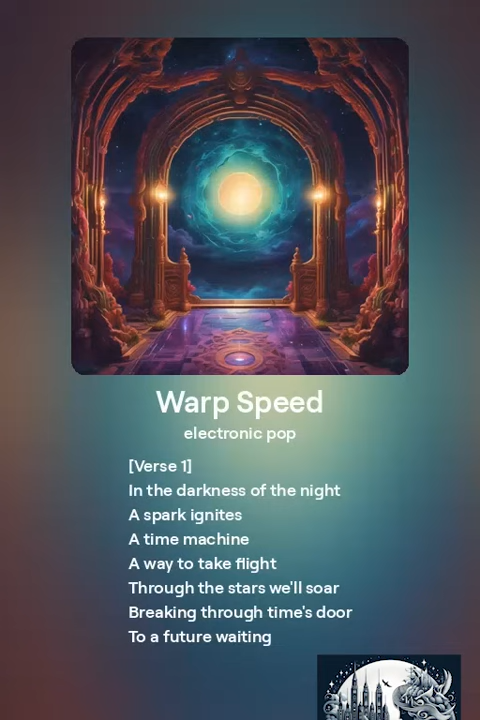 Warp Speed
electronic pop
[Verse 1]
In the darkness of the night
A spark ignites
A time machine
A way to take flight
Through the stars we'll soar
Breaking through time's door
To a future waiting